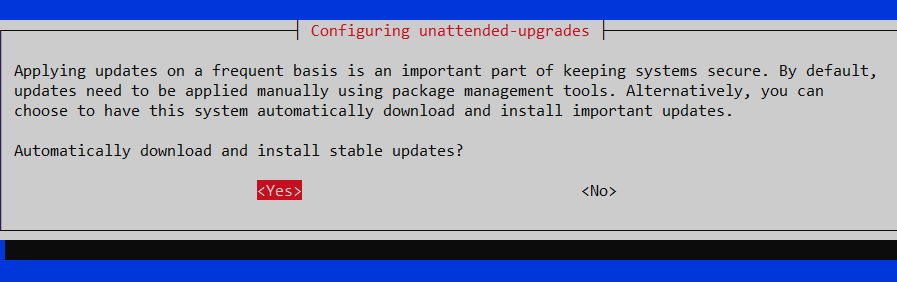 Configuring unattended-upgrades
Applying updates on a frequent basis is an important part of keeping systems secure. By default,
updates need to be applied manually using package management tools. Alternatively, you can
choose to have this system automatically download and install important updates.
Automatically download and install stable updates?
<Yes> <No>